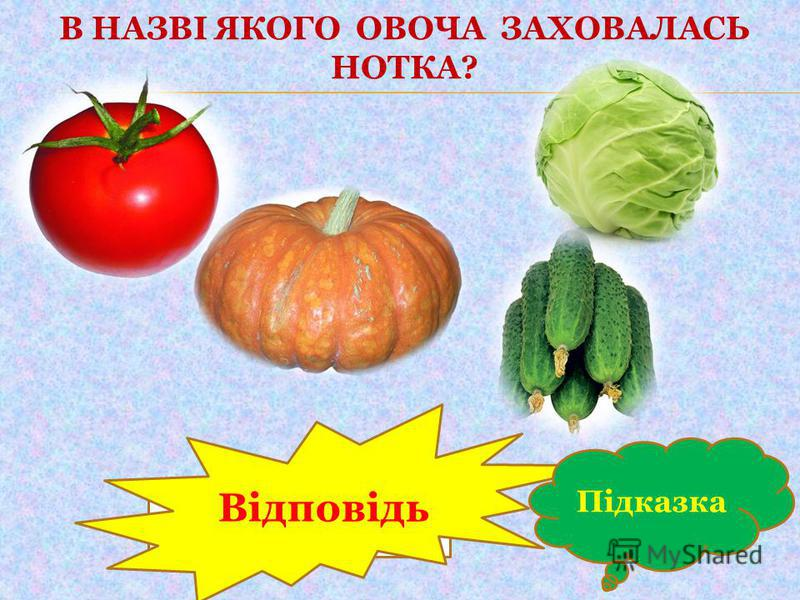 В НАЗВІ ЯКОГО ОВОЧА ЗАХОВАЛАСЬ
НОТКА?
Відповідь
Підказка
MyShared